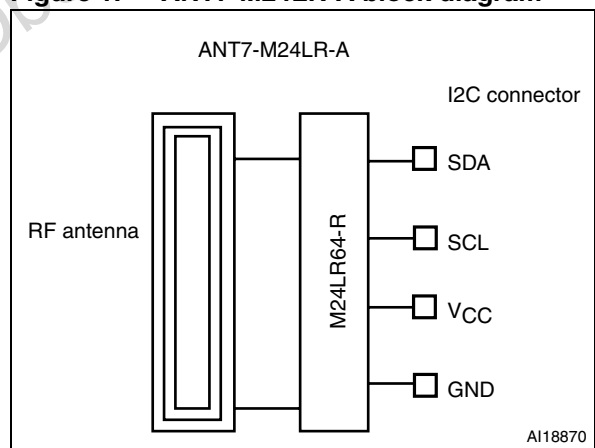 ANT7-M24LR-A
I2C connector
SDA
RF antenna
M24LR64-R
SCL
VCC
GND
AI18870